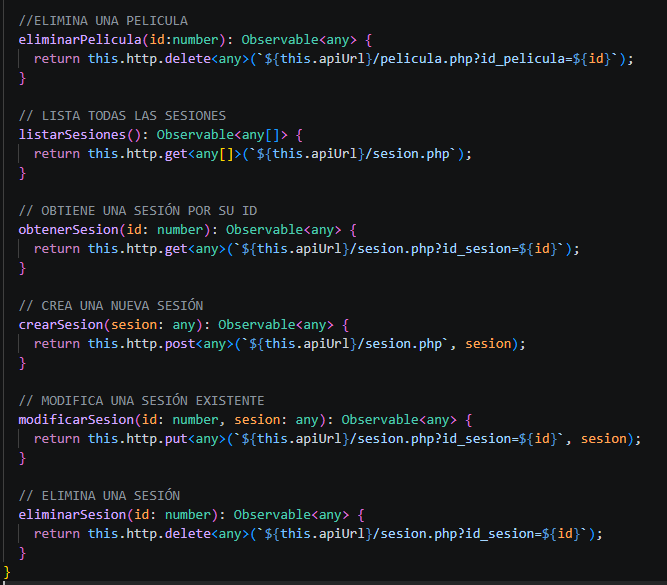 //ELIMINA UNA PELICULA
eliminarPelicula(id:number): Observable<any> {
return this.http.delete<any>(`${this.apiUrl}/pelicula.php?id_pelicula=${id}`);
}
// LISTA TODAS LAS SESIONES
listarSesiones(): Observable<any[]> {
return this.http.get<any[]>(`${this.apiUrl}/sesion.php`);
}
// OBTIENE UNA SESIÓN POR SU ID
obtenerSesion(id: number): Observable<any> {
return this.http.get<any>(`${this.apiUrl}/sesion.php?id_sesion=${id}`);
}
// CREA UNA NUEVA SESIÓN
crearSesion(sesion: any): Observable<any> {
return this.http.post<any>(`${this.apiUrl}/sesion.php`, sesion);
}
// MODIFICA UNA SESIÓN EXISTENTE
modificarSesion(id: number, sesion: any): Observable<any> {
return this.http.put<any>(`${this.apiUrl}/sesion.php?id_sesion=${id}`, sesion);
}
// ELIMINA UNA SESIÓN
eliminarSesion(id: number): Observable<any> {
return this.http.delete<any>(`${this.apiUrl}/sesion.php?id_sesion=${id}`);
}
}